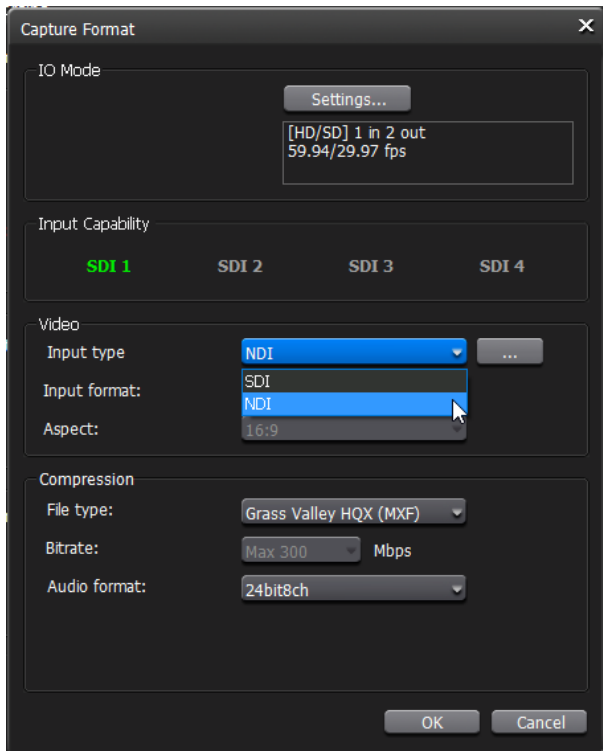 Capture Format
IO Mode
Settings...
[HD/SD] 1 in 2 out
59.94/29.97 fps
Input Capability
SDI 1 SDI 2 SDI 3 SDI 4
Video
Input type NDI ...
SDI
Input format:
NDI
Aspect: 16:9
Compression
File type: Grass Valley HQX (MXF)
Bitrate: Max 300 Mbps
Audio format: 24bit8ch
OK Cancel